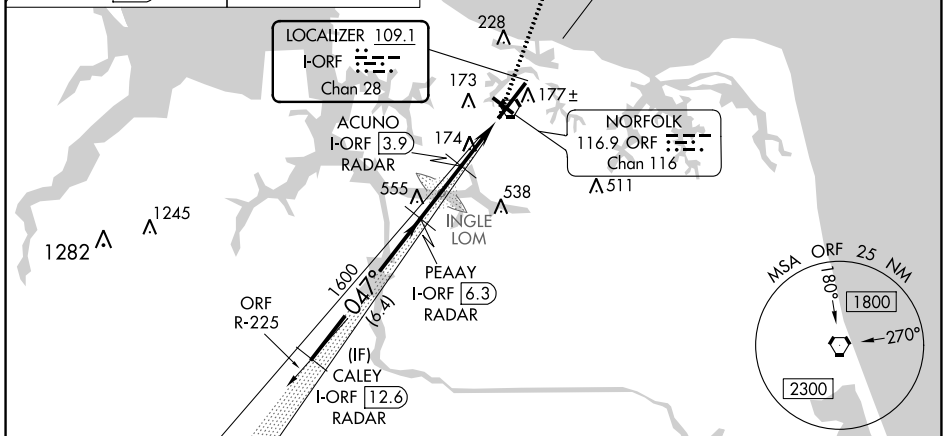 228
LOCALIZER 109.1
I-ORF
Chan 28
173
177±
ACUNO
I-ORF 3.9
RADAR
174
NORFOLK
116.9 ORF
Chan 116
555
538
511
INGLE
LOM
1245
1282
PEAAY
I-ORF 6.3
RADAR
1600
047°
(6.4)
ORF
R-225
(IF)
CALEY
I-ORF 12.6
RADAR
MSA ORF 25 NM
180°
1800
270°
2300